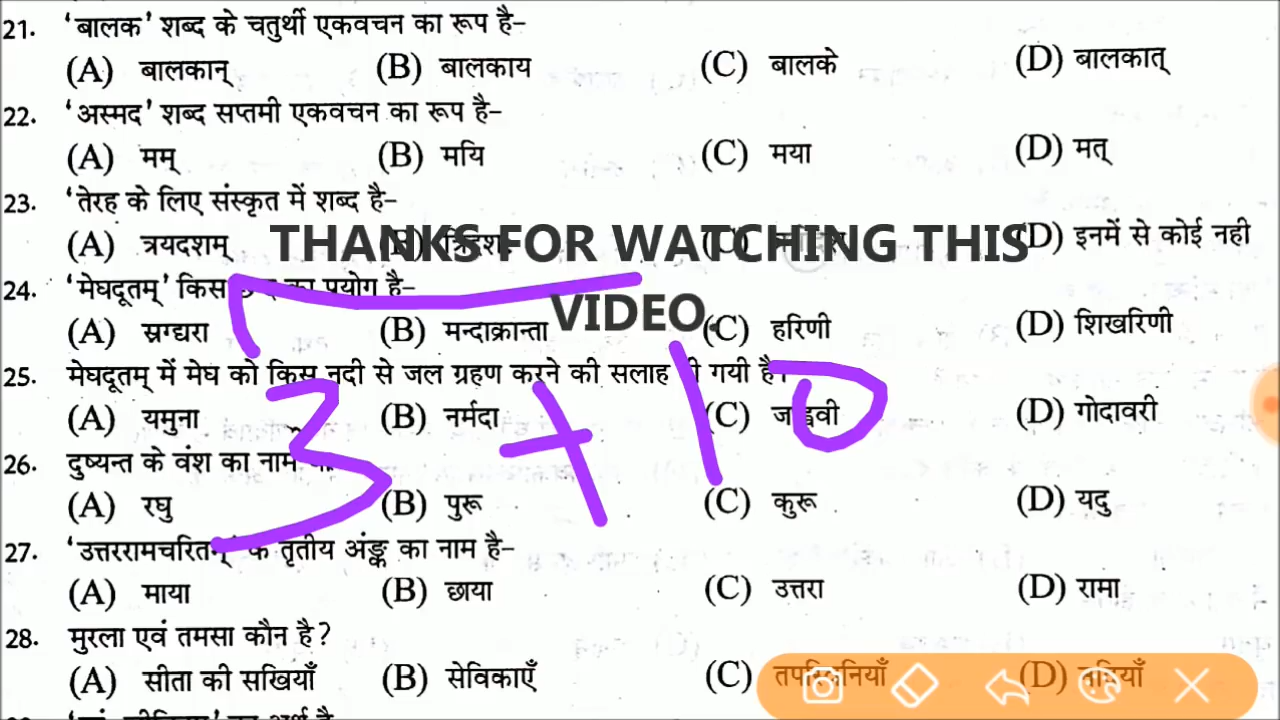 21. 'बालक' शब्द के चतुर्थी एकवचन का रूप है–
(A) बालकान् (B) बालकाय (C) बालके (D) बालकात्
22. 'अस्मद' शब्द सप्तमी एकवचन का रूप है–
(A) मम् (B) मयि (C) मया (D) मत्
23. 'तेरह के लिए संस्कृत में शब्द है–
(A) त्रयदशम् (B) (C) (D) इनमें से कोई नही
THANKS FOR WATCHING THIS
24. 'मेघदूतम्' किस का प्रयोग है–
VIDEO.
(A) स्रग्धरा (B) मन्दाक्रान्ता (C) हरिणी (D) शिखरिणी
25. मेघदूतम् में मेघ को किस नदी से जल ग्रहण करने की सलाह गयी है
3 + 10
(A) यमुना (B) नर्मदा (C) (D) गोदावरी
26. दुष्यन्त के वंश का नाम
(A) रघु (B) पुरू (C) कुरू (D) यदु
27. 'उत्तररामचरितम्' के तृतीय अंङ्क का नाम है–
(A) माया (B) छाया (C) उत्तरा (D) रामा
28. मुरला एवं तमसा कौन है?
(A) सीता की सखियाँ (B) सेविकाएँ (C) (D)